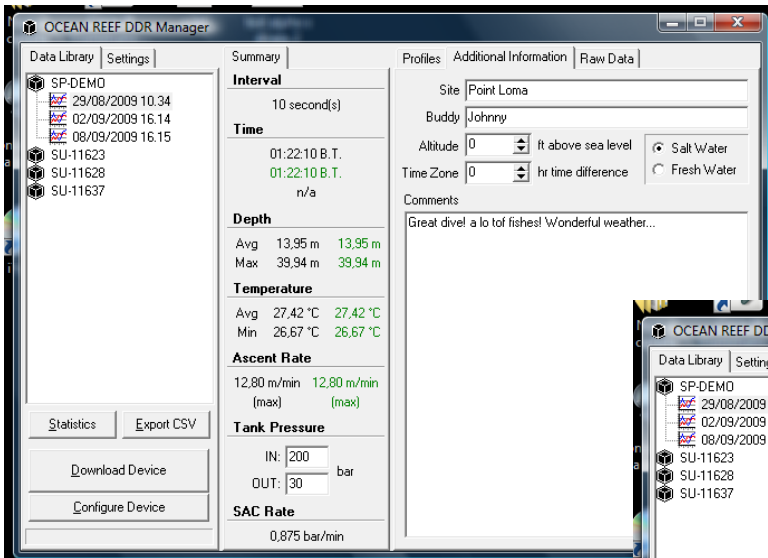 OCEAN REEF DDR Manager
Data Library Settings
SP-DEMO
29/08/2009 10.34
02/09/2009 16.14
08/09/2009 16.15
SU-11623
SU-11628
SU-11637
Statistics Export CSV
Download Device
Configure Device
Summary
Interval
10 second(s)
Time
01:22:10 B.T.
01:22:10 B.T.
n/a
Depth
Avg 13,95 m 13,95 m
Max 39,94 m 39,94 m
Temperature
Avg 27,42 °C 27,42 °C
Min 26,67 °C 26,67 °C
Ascent Rate
12,80 m/min 12,80 m/min
(max) (max)
Tank Pressure
IN: 200
bar
OUT: 30
SAC Rate
0,875 bar/min
Profiles Additional Information Raw Data
Site Point Loma
Buddy Johnny
Altitude 0 ft above sea level Salt Water
Time Zone 0 hr time difference Fresh Water
Comments
Great dive! a lo tof fishes! Wonderful weather...
OCEAN REEF DD
Data Library Setting
SP-DEMO
29/08/2009
02/09/2009
08/09/2009
SU-11623
SU-11628
SU-11637